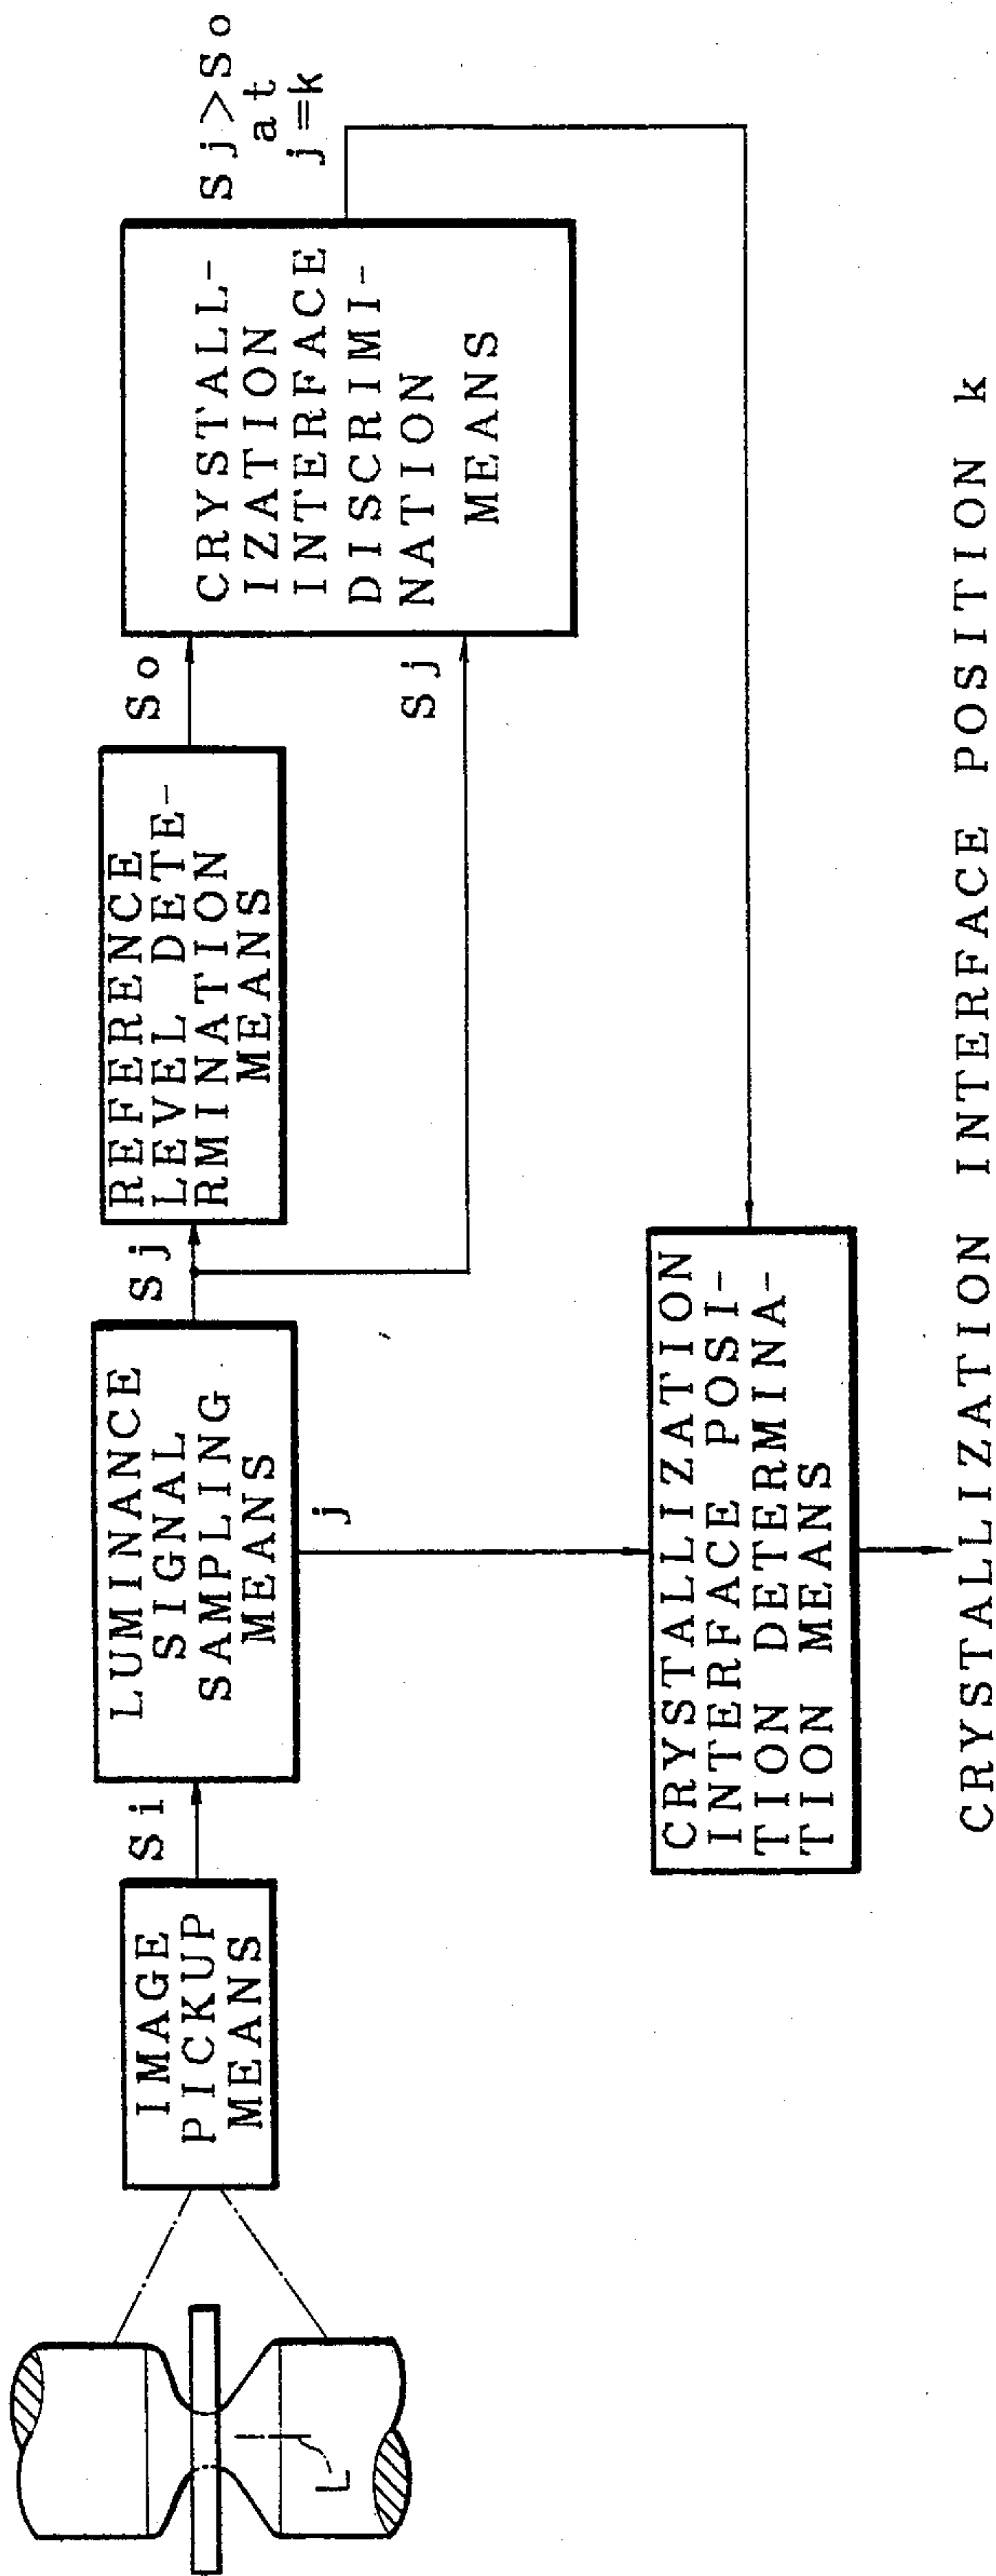 L
IMAGE
PICKUP
MEANS
Si
LUMINANCE
SIGNAL
SAMPLING
MEANS
Sj
j
REFERENCE
LEVEL DETE-
RMINATION
MEANS
So
Sj
CRYSTALL-
IZATION
INTERFACE
DISCRIMI-
NATION
MEANS
Sj>So
at
j=k
CRYSTALLIZATION
INTERFACE POSI-
TION DETERMINA-
TION MEANS
CRYSTALLIZATION INTERFACE POSITION k